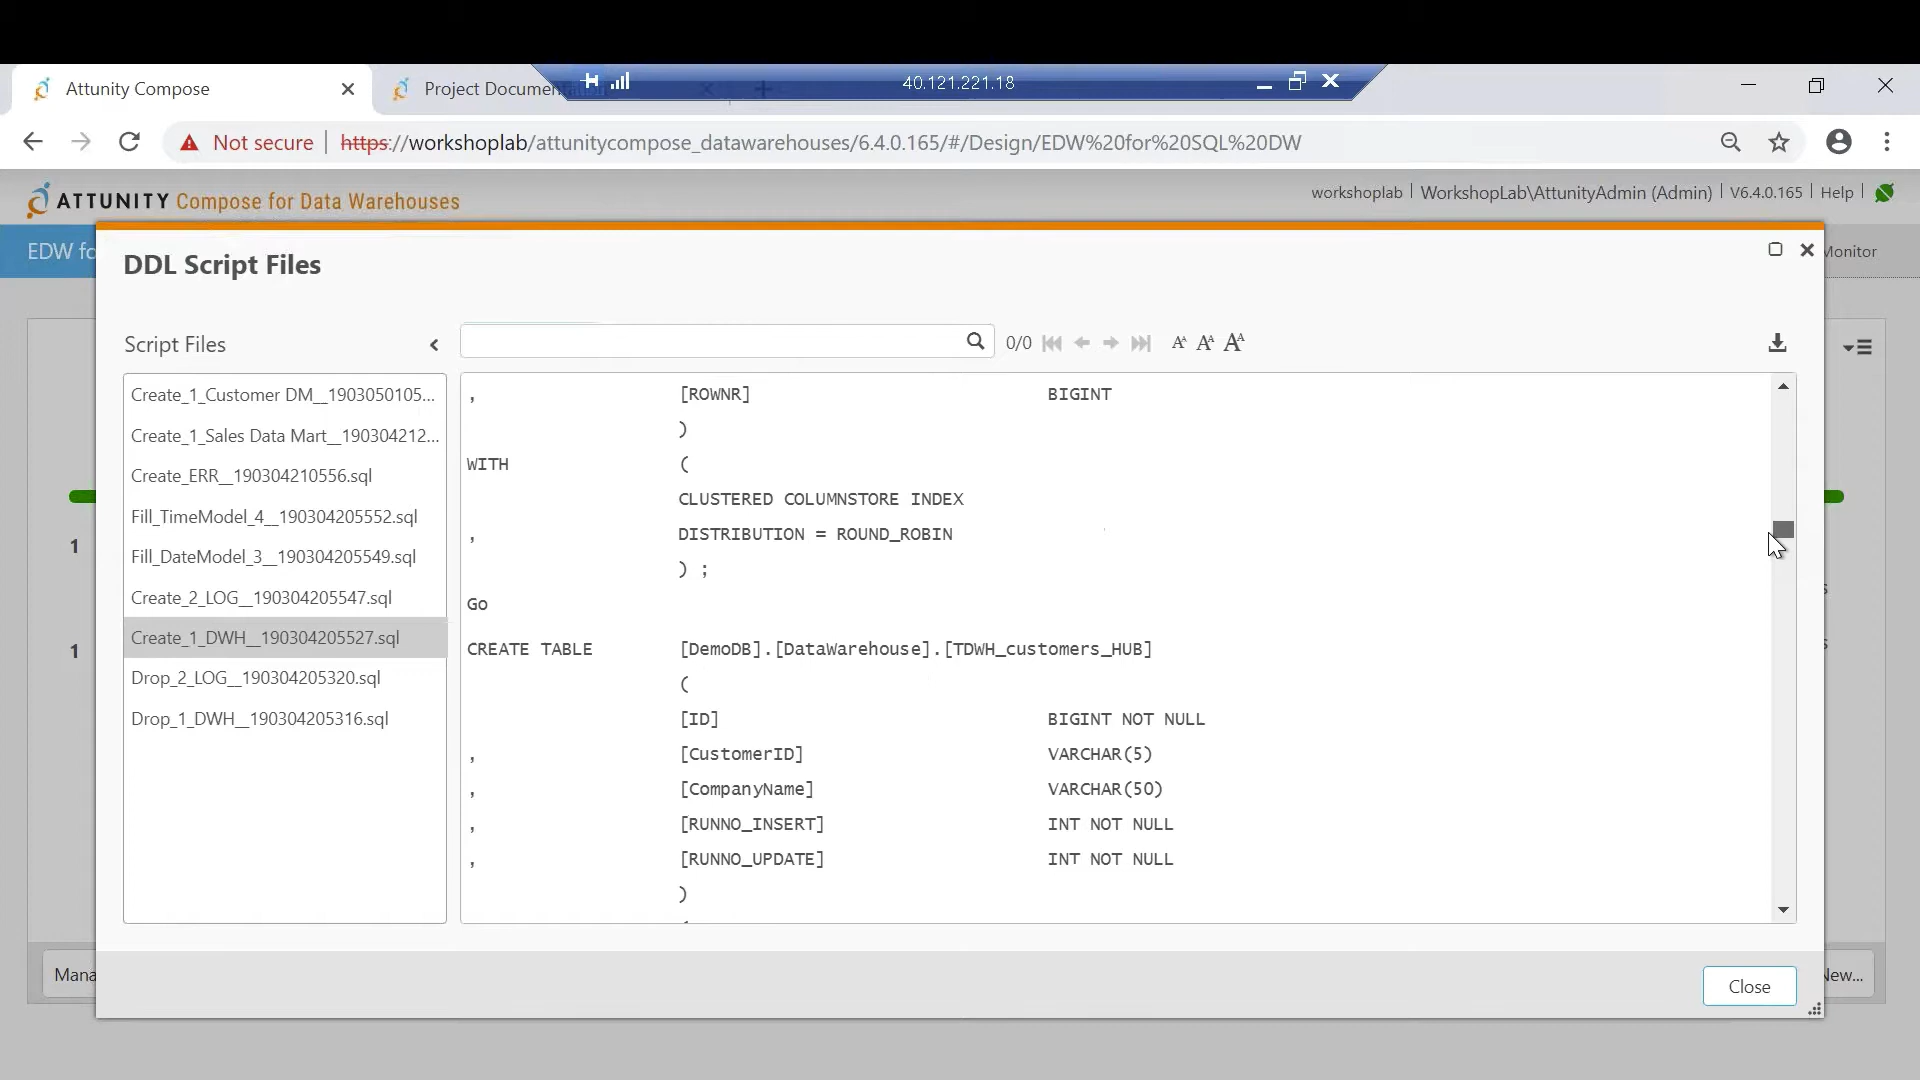 Attunity Compose
Project Documen
40.121.221.18
Not secure
https://workshoplab/attunitycompose_datawarehouses/6.4.0.165/#/Design/EDW%20for%20SQL%20DW
ATTUNITY Compose for Data Warehouses
workshoplab | WorkshopLab\AttunityAdmin (Admin) | V6.4.0.165 | Help
EDW fo
Monitor
DDL Script Files
Script Files
0/0
A A A
Create_1_Customer DM__1903050105...
Create_1_Sales Data Mart__190304212...
Create_ERR__190304210556.sql
Fill_TimeModel_4__190304205552.sql
Fill_DateModel_3__190304205549.sql
Create_2_LOG__190304205547.sql
Create_1_DWH__190304205527.sql
Drop_2_LOG__190304205320.sql
Drop_1_DWH__190304205316.sql
1
1
, [ROWNR] BIGINT
)
WITH (
CLUSTERED COLUMNSTORE INDEX
, DISTRIBUTION = ROUND_ROBIN
) ;
Go
CREATE TABLE [DemoDB].[DataWarehouse].[TDWH_customers_HUB]
(
[ID] BIGINT NOT NULL
, [CustomerID] VARCHAR(5)
, [CompanyName] VARCHAR(50)
, [RUNNO_INSERT] INT NOT NULL
, [RUNNO_UPDATE] INT NOT NULL
)
Mana
Close
New...